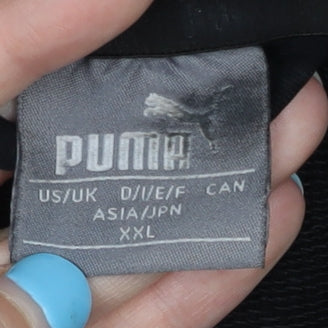 PUMA
US/UK D/I/E/F CAN
ASIA/JPN
XXL